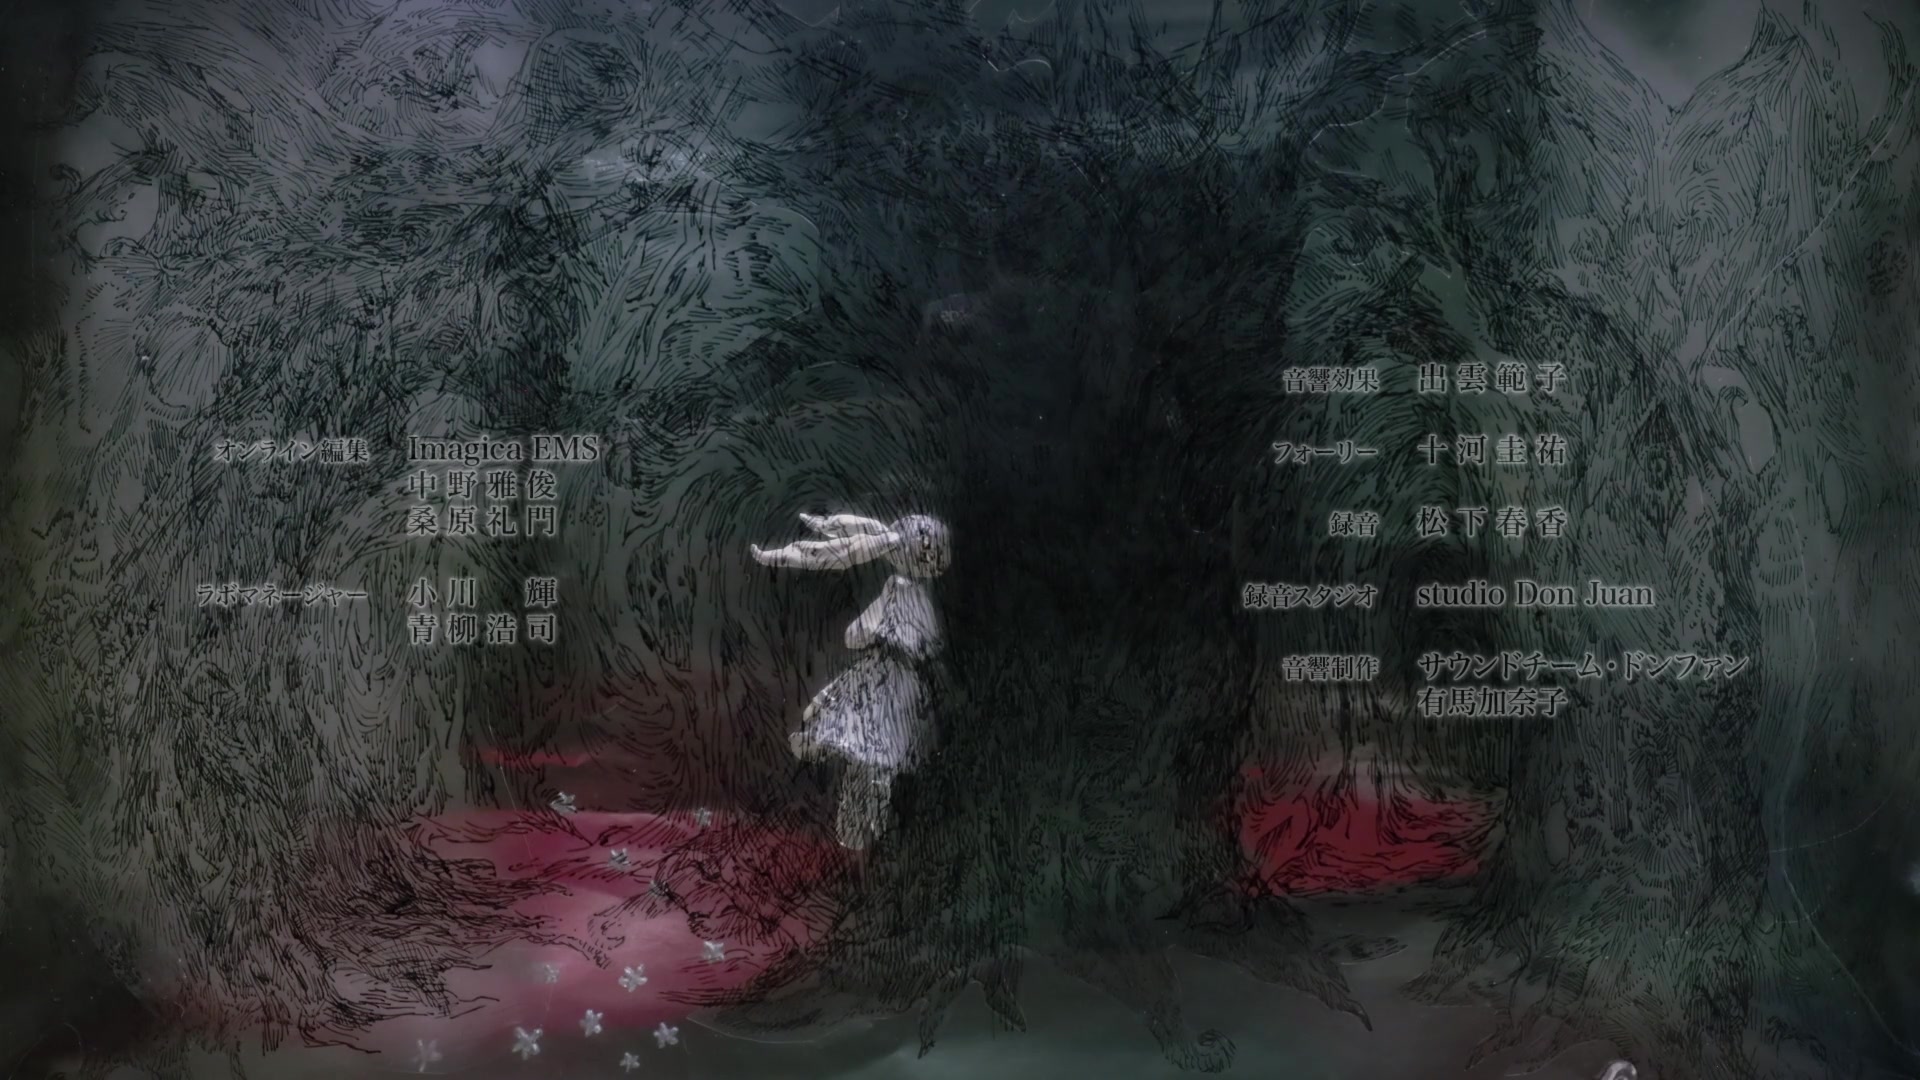 オンライン編集 Imagica EMS
中野雅俊
桑原礼門
ラボマネージャー 小川 輝
青柳浩司
音響効果 出雲範子
フォーリー 十河圭祐
録音 松下春香
録音スタジオ studio Don Juan
音響制作 サウンドチーム・ドンファン
有馬加奈子